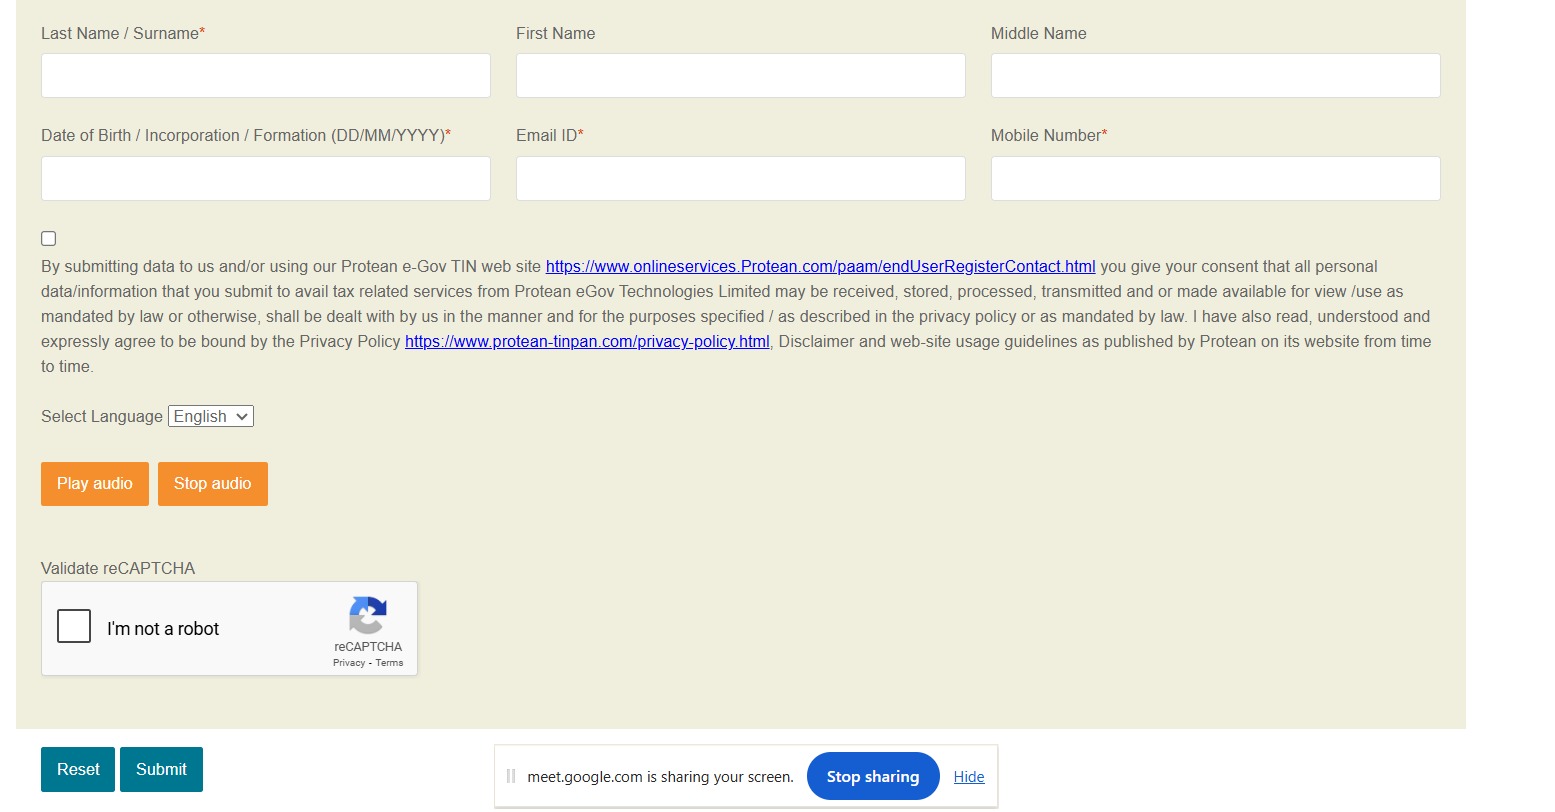 Last Name / Surname* First Name Middle Name
Date of Birth / Incorporation / Formation (DD/MM/YYYY)* Email ID* Mobile Number*
By submitting data to us and/or using our Protean e-Gov TIN web site https://www.onlineservices.Protean.com/paam/endUserRegisterContact.html you give your consent that all personal
data/information that you submit to avail tax related services from Protean eGov Technologies Limited may be received, stored, processed, transmitted and or made available for view /use as
mandated by law or otherwise, shall be dealt with by us in the manner and for the purposes specified / as described in the privacy policy or as mandated by law. I have also read, understood and
expressly agree to be bound by the Privacy Policy https://www.protean-tinpan.com/privacy-policy.html, Disclaimer and web-site usage guidelines as published by Protean on its website from time
to time.
Select Language English
Play audio Stop audio
Validate reCAPTCHA
I'm not a robot
reCAPTCHA
Privacy - Terms
Reset Submit
meet.google.com is sharing your screen. Stop sharing Hide